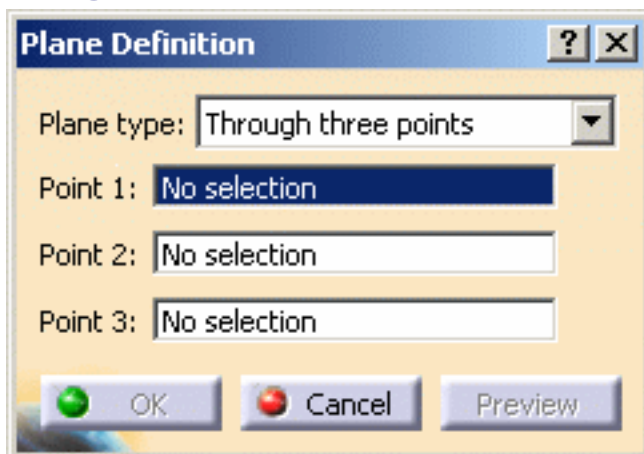 Plane Definition
Plane type: Through three points
Point 1: No selection
Point 2: No selection
Point 3: No selection
OK Cancel Preview